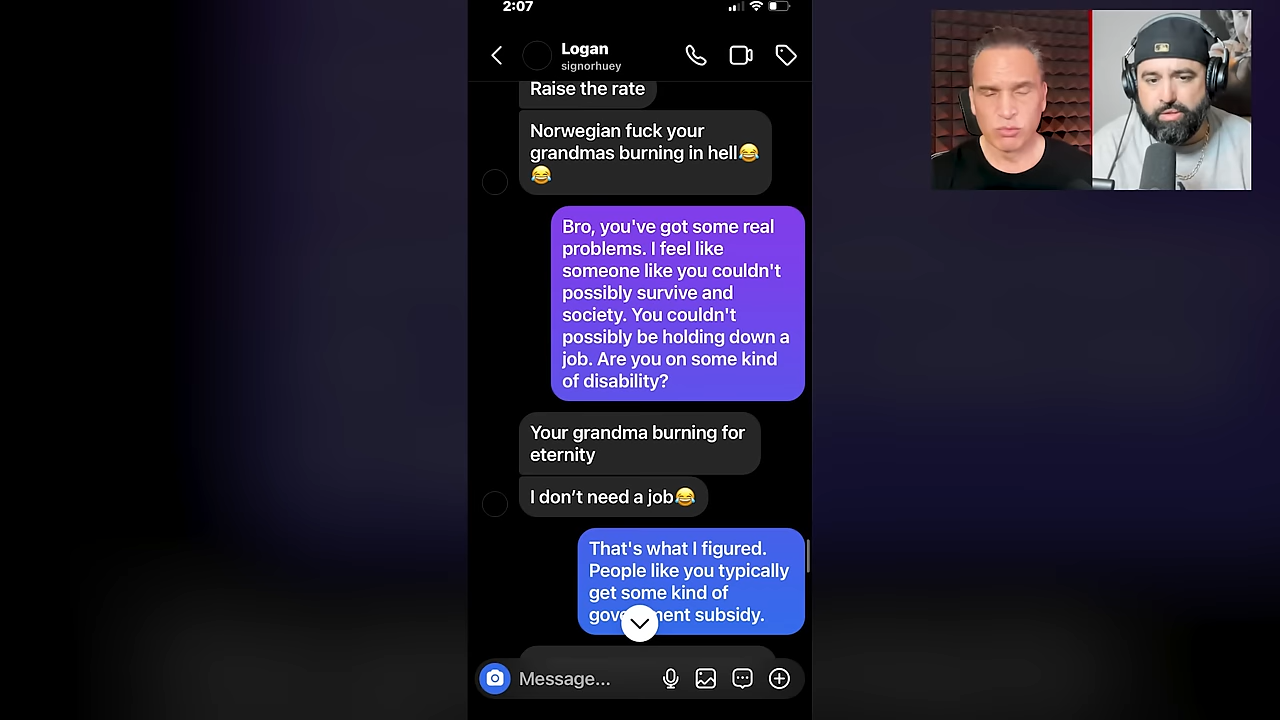 2:07
Logan
signorhuey
Raise the rate
Norwegian fuck your
grandmas burning in hell😂
😂
Bro, you've got some real
problems. I feel like
someone like you couldn't
possibly survive and
society. You couldn't
possibly be holding down a
job. Are you on some kind
of disability?
Your grandma burning for
eternity
I don’t need a job😂
That's what I figured.
People like you typically
get some kind of
subsidy.
Message...